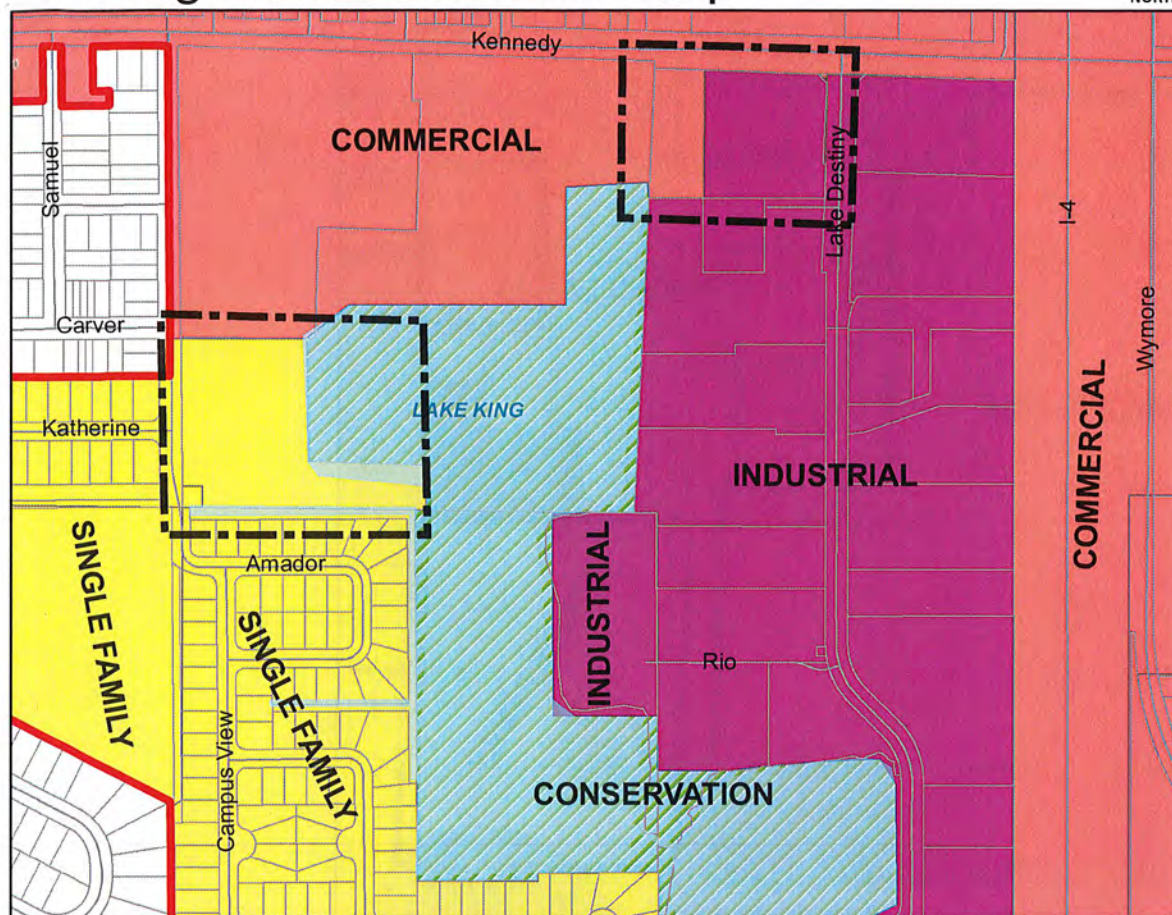 Kennedy
COMMERCIAL
Samuel
Lake Destiny
I-4
Wymore
Carver
Katherine
LAKE KING
COMMERCIAL
INDUSTRIAL
SINGLE FAMILY
Amador
INDUSTRIAL
SINGLE FAMILY
Rio
Campus View
CONSERVATION